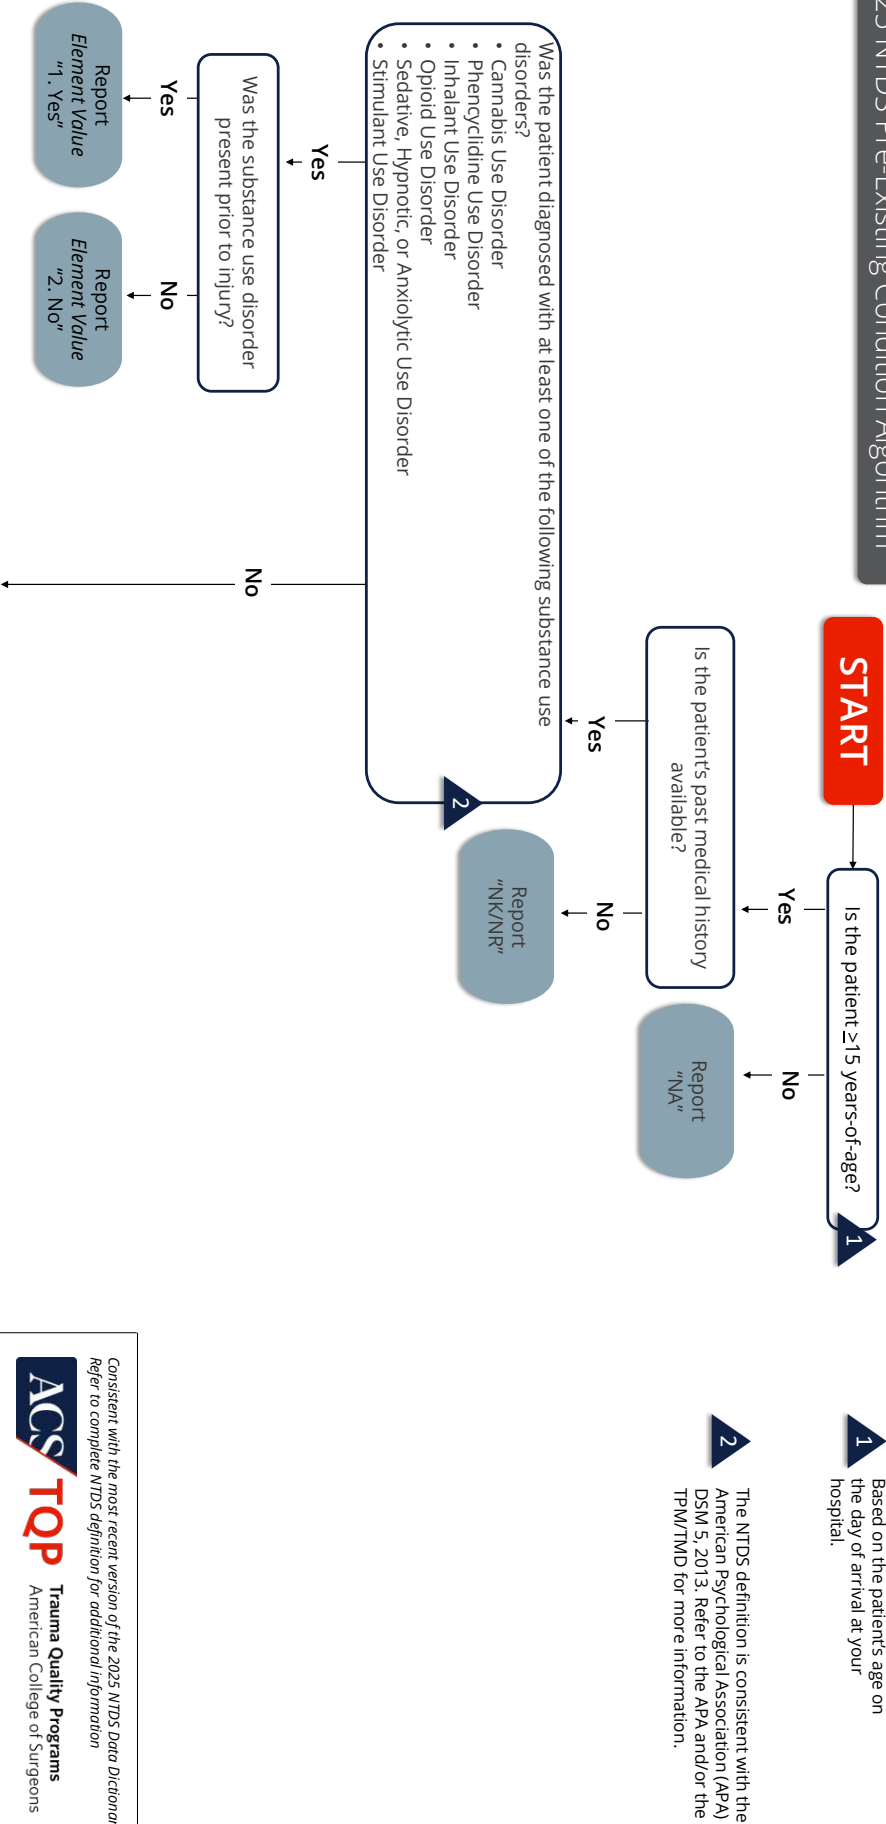 25 NTDS Pre-Existing Condition Algorithm
START
Is the patient >15 years-of-age?
1
Yes
No
Is the patient's past medical history
available?
Report
"NA"
Yes
No
Report
"NK/NR"
Was the patient diagnosed with at least one of the following substance use
disorders?
• Cannabis Use Disorder
• Phencyclidine Use Disorder
• Inhalant Use Disorder
• Opioid Use Disorder
• Sedative, Hypnotic, or Anxiolytic Use Disorder
• Stimulant Use Disorder
2
Yes
No
Was the substance use disorder
present prior to injury?
Yes
No
Report
Element Value
"1. Yes"
Report
Element Value
"2. No"
1
Based on the patient's age on
the day of arrival at your
hospital.
2
The NTDS definition is consistent with the
American Psychological Association (APA)
DSM 5, 2013. Refer to the APA and/or the
TPM/TMD for more information.
Consistent with the most recent version of the 2025 NTDS Data Dictionar
Refer to complete NTDS definition for additional information
ACS TQP
Trauma Quality Programs
American College of Surgeons